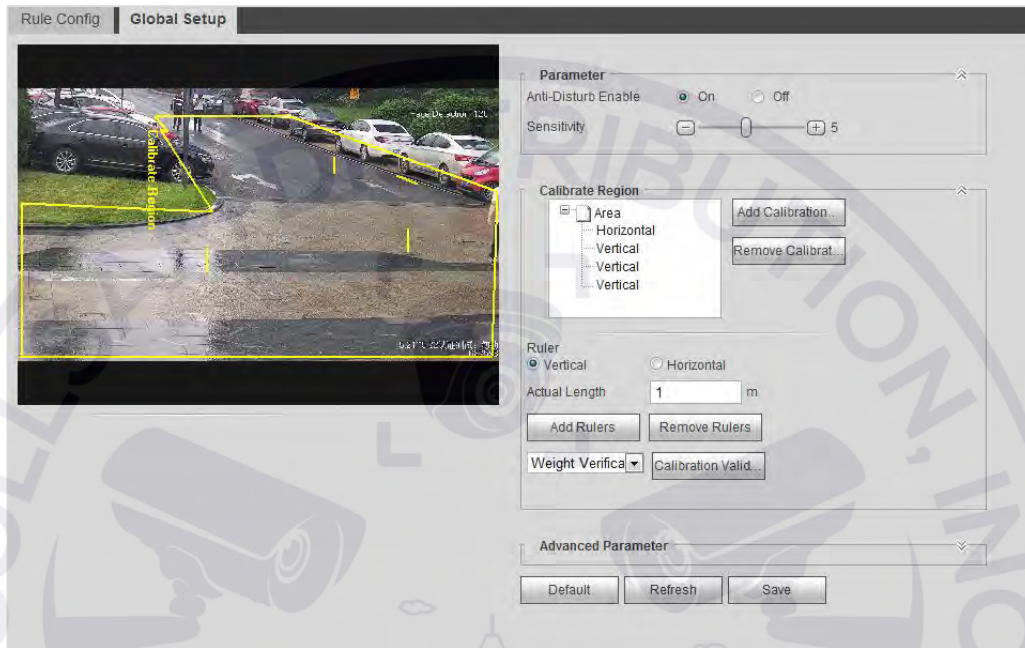 Rule Config Global Setup
Calibrate Region
Parameter
Anti-Disturb Enable On Off
Sensitivity 5
Calibrate Region
Area
Horizontal
Vertical
Vertical
Vertical
Add Calibration..
Remove Calibrat...
Ruler
Vertical Horizontal
Actual Length 1 m
Add Rulers Remove Rulers
Weight Verifica Calibration Valid...
Advanced Parameter
Default Refresh Save
DISTRIBUTION, INC